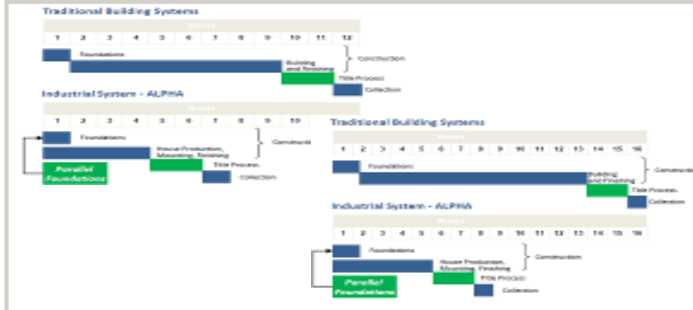 Traditional Building Systems
Weeks
1 2 3 4 5 6 7 8 9 10 11 12
Foundations
Building
and Finishing
Construction
Title Process
Collection
Industrial System - ALPHA
Weeks
1 2 3 4 5 6 7 8 9 10
Foundations
House Production,
Mounting, Finishing
Constructi
Title Process
Collection
Parallel
Foundations
Traditional Building Systems
Weeks
1 2 3 4 5 6 7 8 9 10 11 12 13 14 15 16
Foundations
Building
and Finishing
Constructi
Title Process
Collection
Industrial System - ALPHA
Weeks
1 2 3 4 5 6 7 8 9 10 11 12 13 14 15 16
Foundations
House Production,
Mounting, Finishing
Construction
Title Process
Collection
Parallel
Foundations